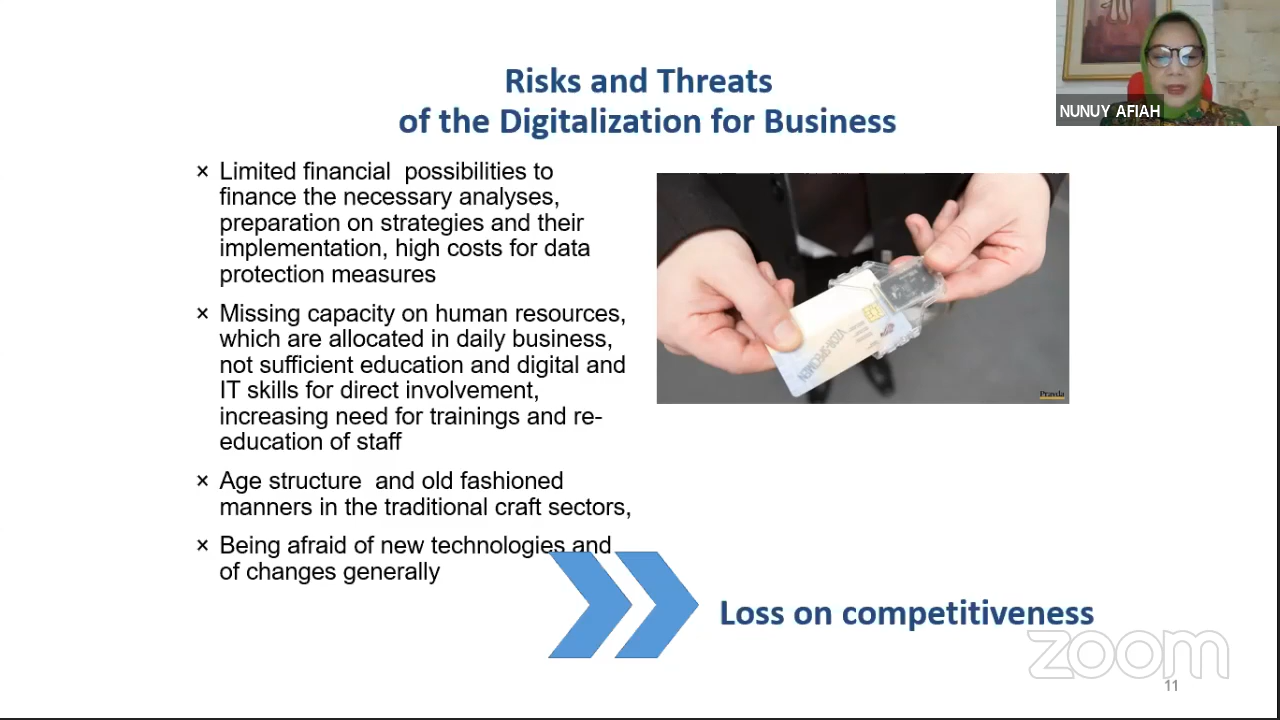 Risks and Threats
of the Digitalization for Business
NUNUY AFIAH
× Limited financial  possibilities to
finance the necessary analyses,
preparation on strategies and their
implementation, high costs for data
protection measures
× Missing capacity on human resources,
which are allocated in daily business,
not sufficient education and digital and
IT skills for direct involvement,
increasing need for trainings and re-
education of staff
× Age structure  and old fashioned
manners in the traditional craft sectors,
× Being afraid of new technologies and
of changes generally
Pravda
Loss on competitiveness
zoom
11